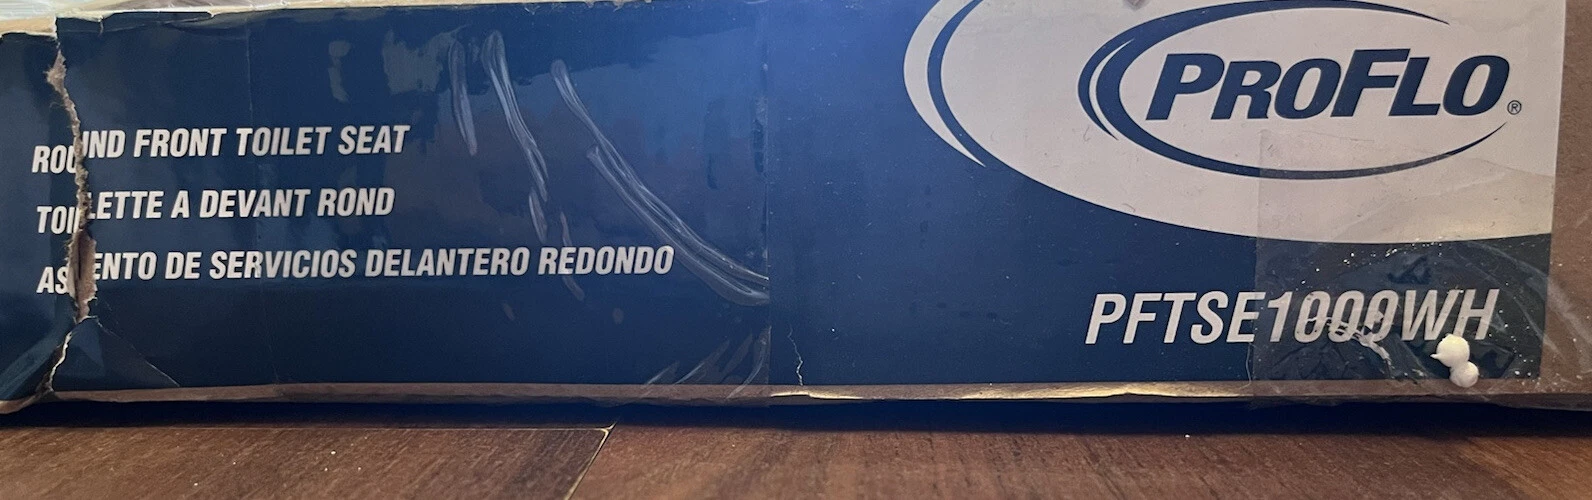 PROFLO®
ROUND FRONT TOILET SEAT
TOILETTE A DEVANT ROND
ASIENTO DE SERVICIOS DELANTERO REDONDO
PFTSE1000WH